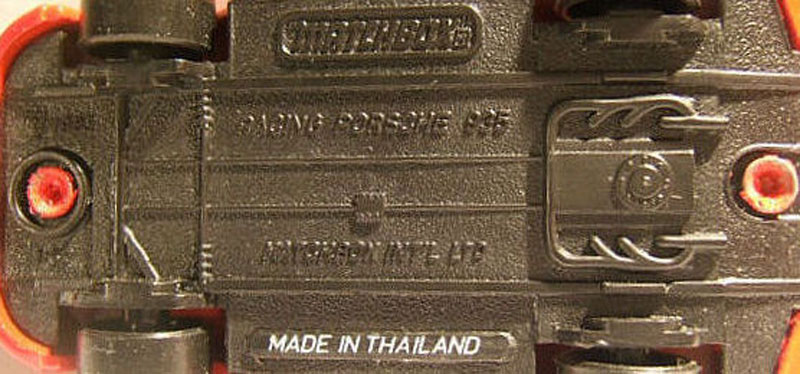 MATCHBOX
RACING PORSCHE 935
MATCHBOX INT'L LTD
MADE IN THAILAND